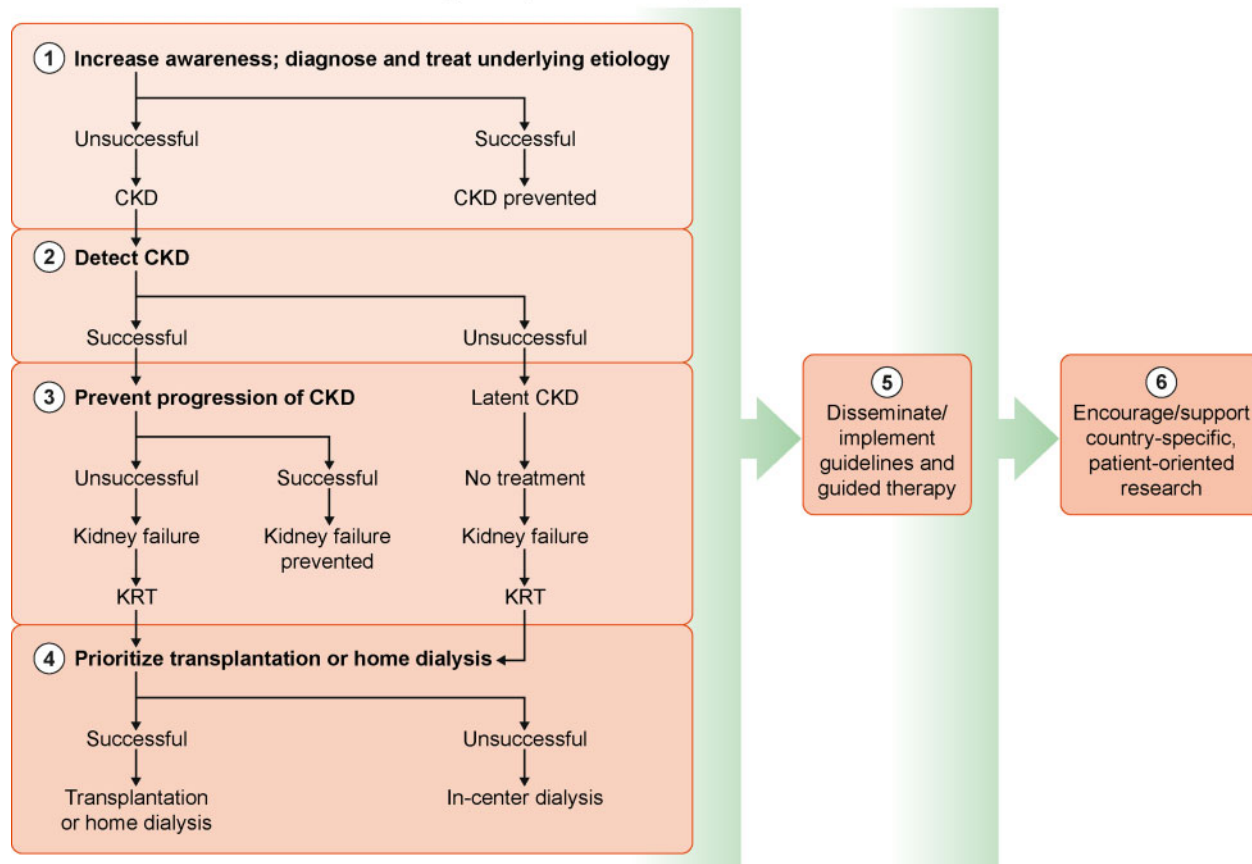 1 Increase awareness; diagnose and treat underlying etiology
Unsuccessful
Successful
CKD
CKD prevented
2 Detect CKD
Successful
Unsuccessful
3 Prevent progression of CKD
Latent CKD
Unsuccessful
Successful
No treatment
Kidney failure
Kidney failure
prevented
Kidney failure
KRT
KRT
4 Prioritize transplantation or home dialysis
Successful
Unsuccessful
Transplantation
or home dialysis
In-center dialysis
5
Disseminate/
implement
guidelines and
guided therapy
6
Encourage/support
country-specific,
patient-oriented
research